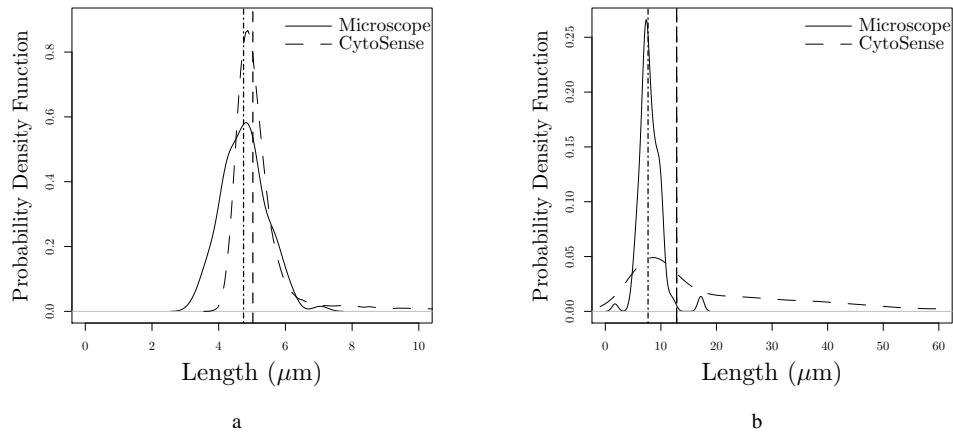 Microscope
CytoSense
Probability Density Function
0.0 0.2 0.4 0.6 0.8
0 2 4 6 8 10
Length (μm)
a
Microscope
CytoSense
Probability Density Function
0.00 0.05 0.10 0.15 0.20 0.25
0 10 20 30 40 50 60
Length (μm)
b